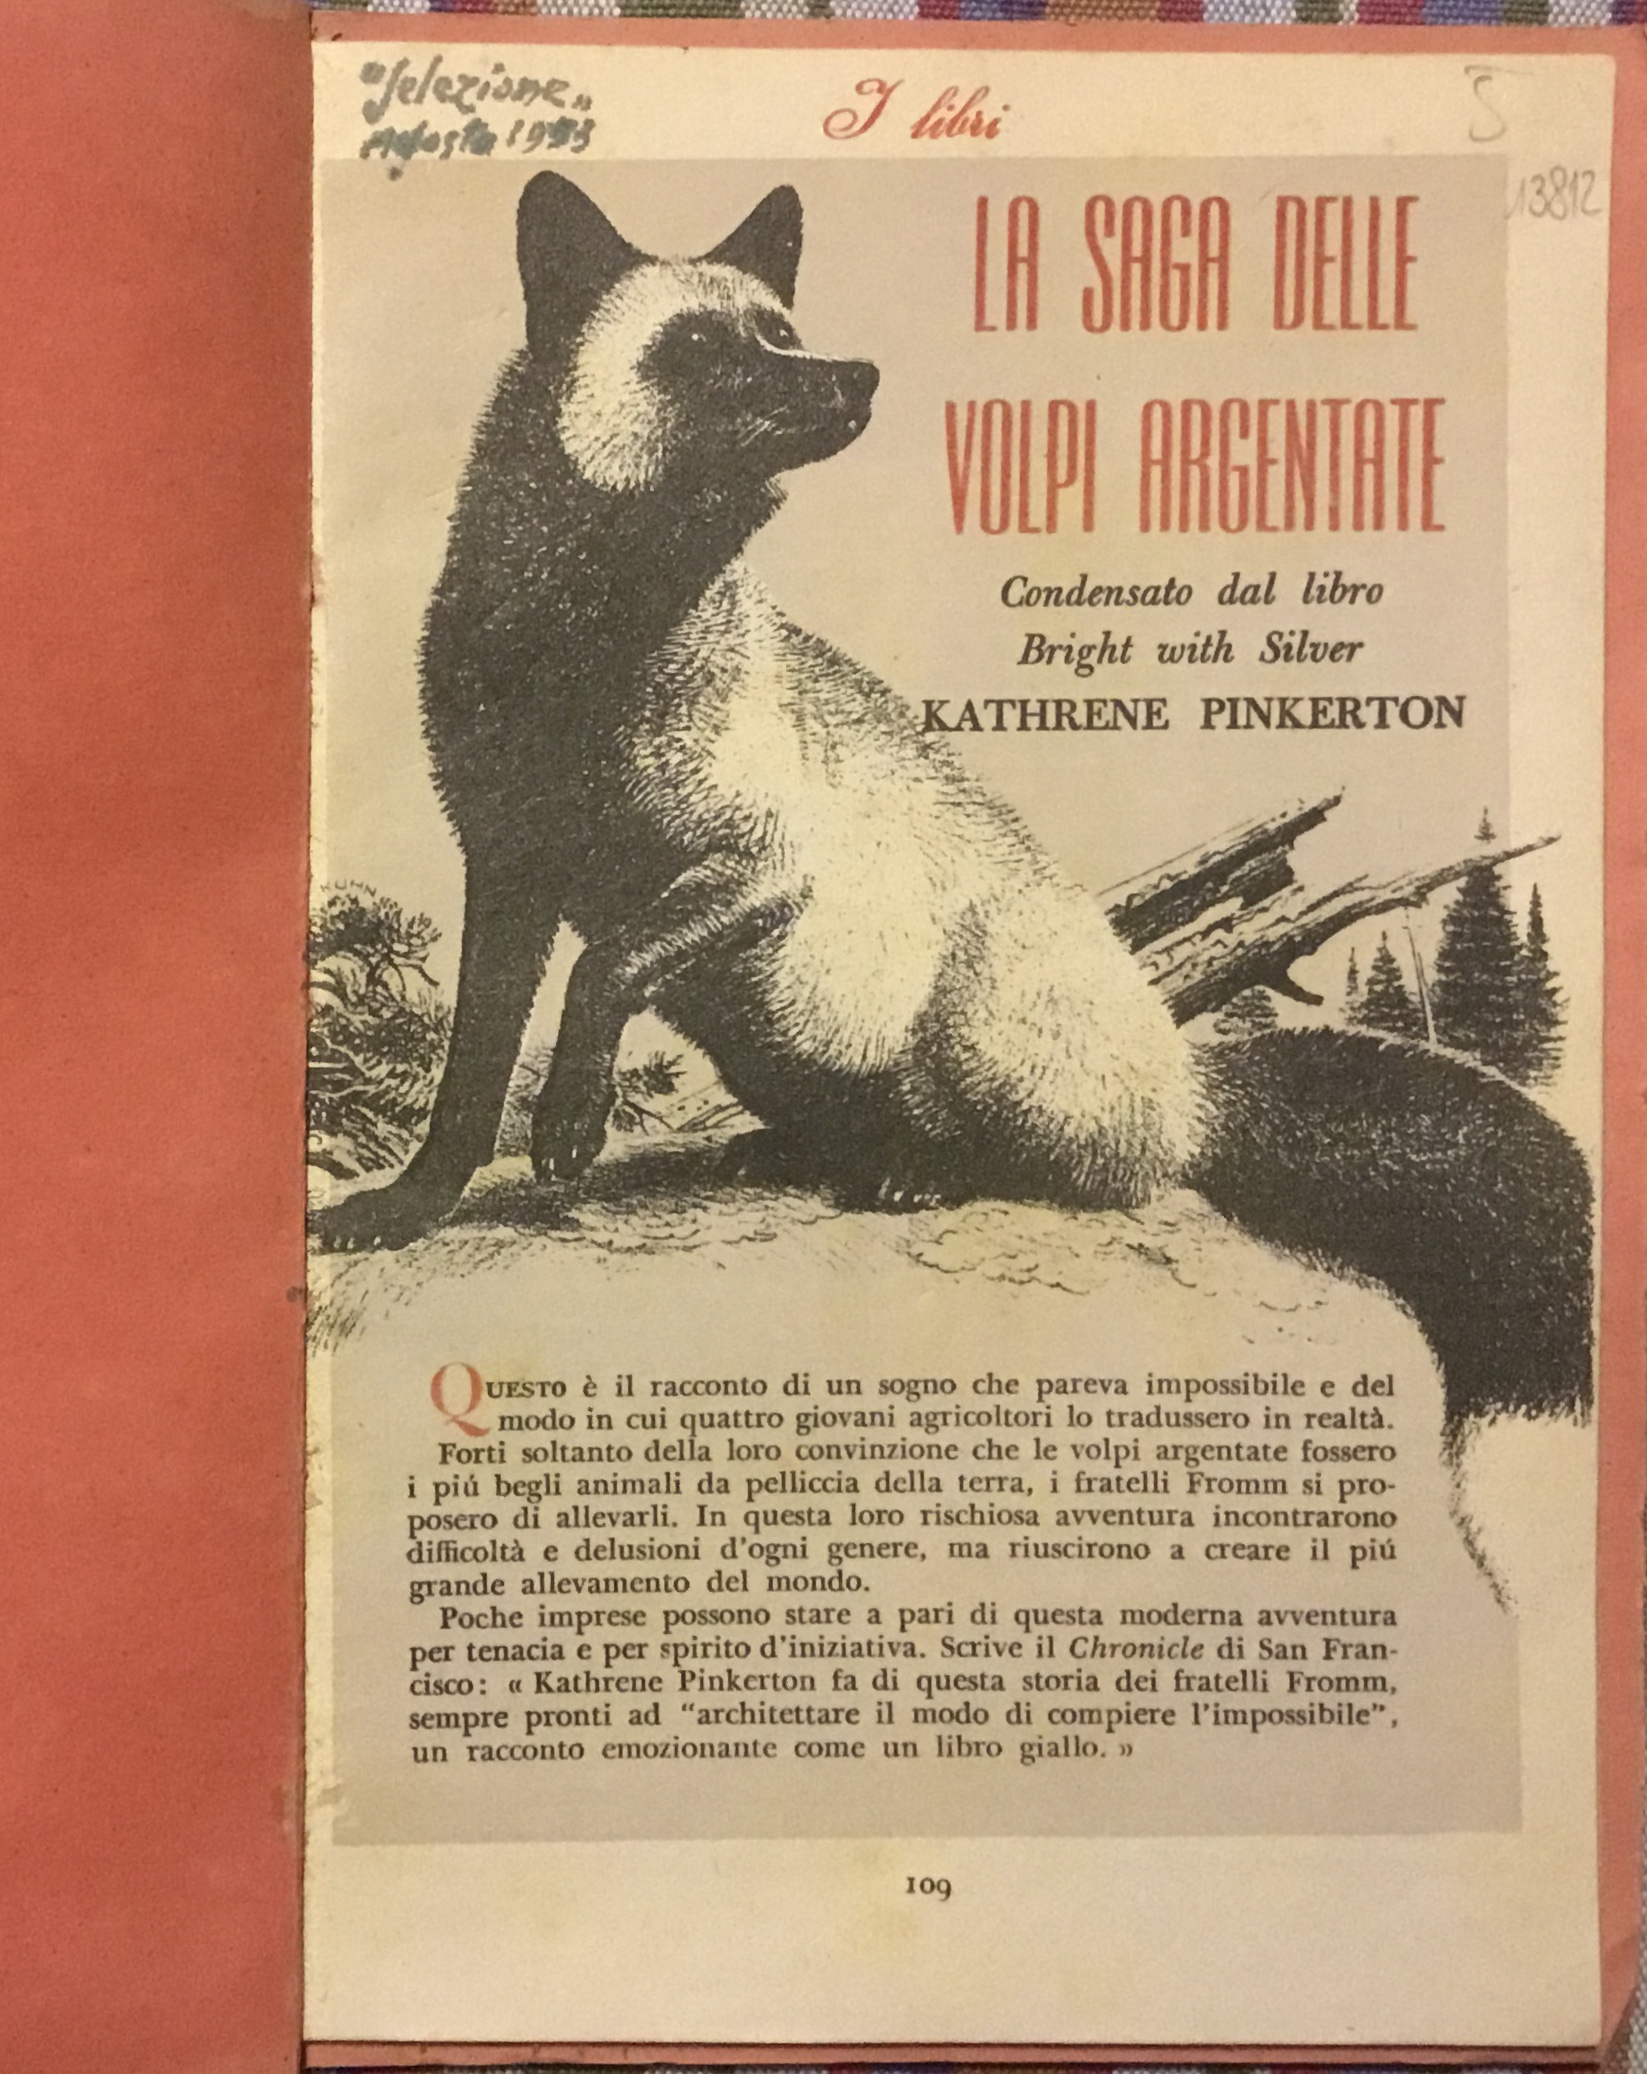 "Selezione"
Agosto 1953
I libri
S
13812
LA SAGA DELLE
VOLPI ARGENTATE
Condensato dal libro
Bright with Silver
KATHRENE PINKERTON
KUHN
QUESTO è il racconto di un sogno che pareva impossibile e del
modo in cui quattro giovani agricoltori lo tradussero in realtà.
Forti soltanto della loro convinzione che le volpi argentate fossero
i piú begli animali da pelliccia della terra, i fratelli Fromm si pro-
posero di allevarli. In questa loro rischiosa avventura incontrarono
difficoltà e delusioni d'ogni genere, ma riuscirono a creare il piú
grande allevamento del mondo.
Poche imprese possono stare a pari di questa moderna avventura
per tenacia e per spirito d'iniziativa. Scrive il Chronicle di San Fran-
cisco: « Kathrene Pinkerton fa di questa storia dei fratelli Fromm,
sempre pronti ad "architettare il modo di compiere l'impossibile",
un racconto emozionante come un libro giallo. »
109